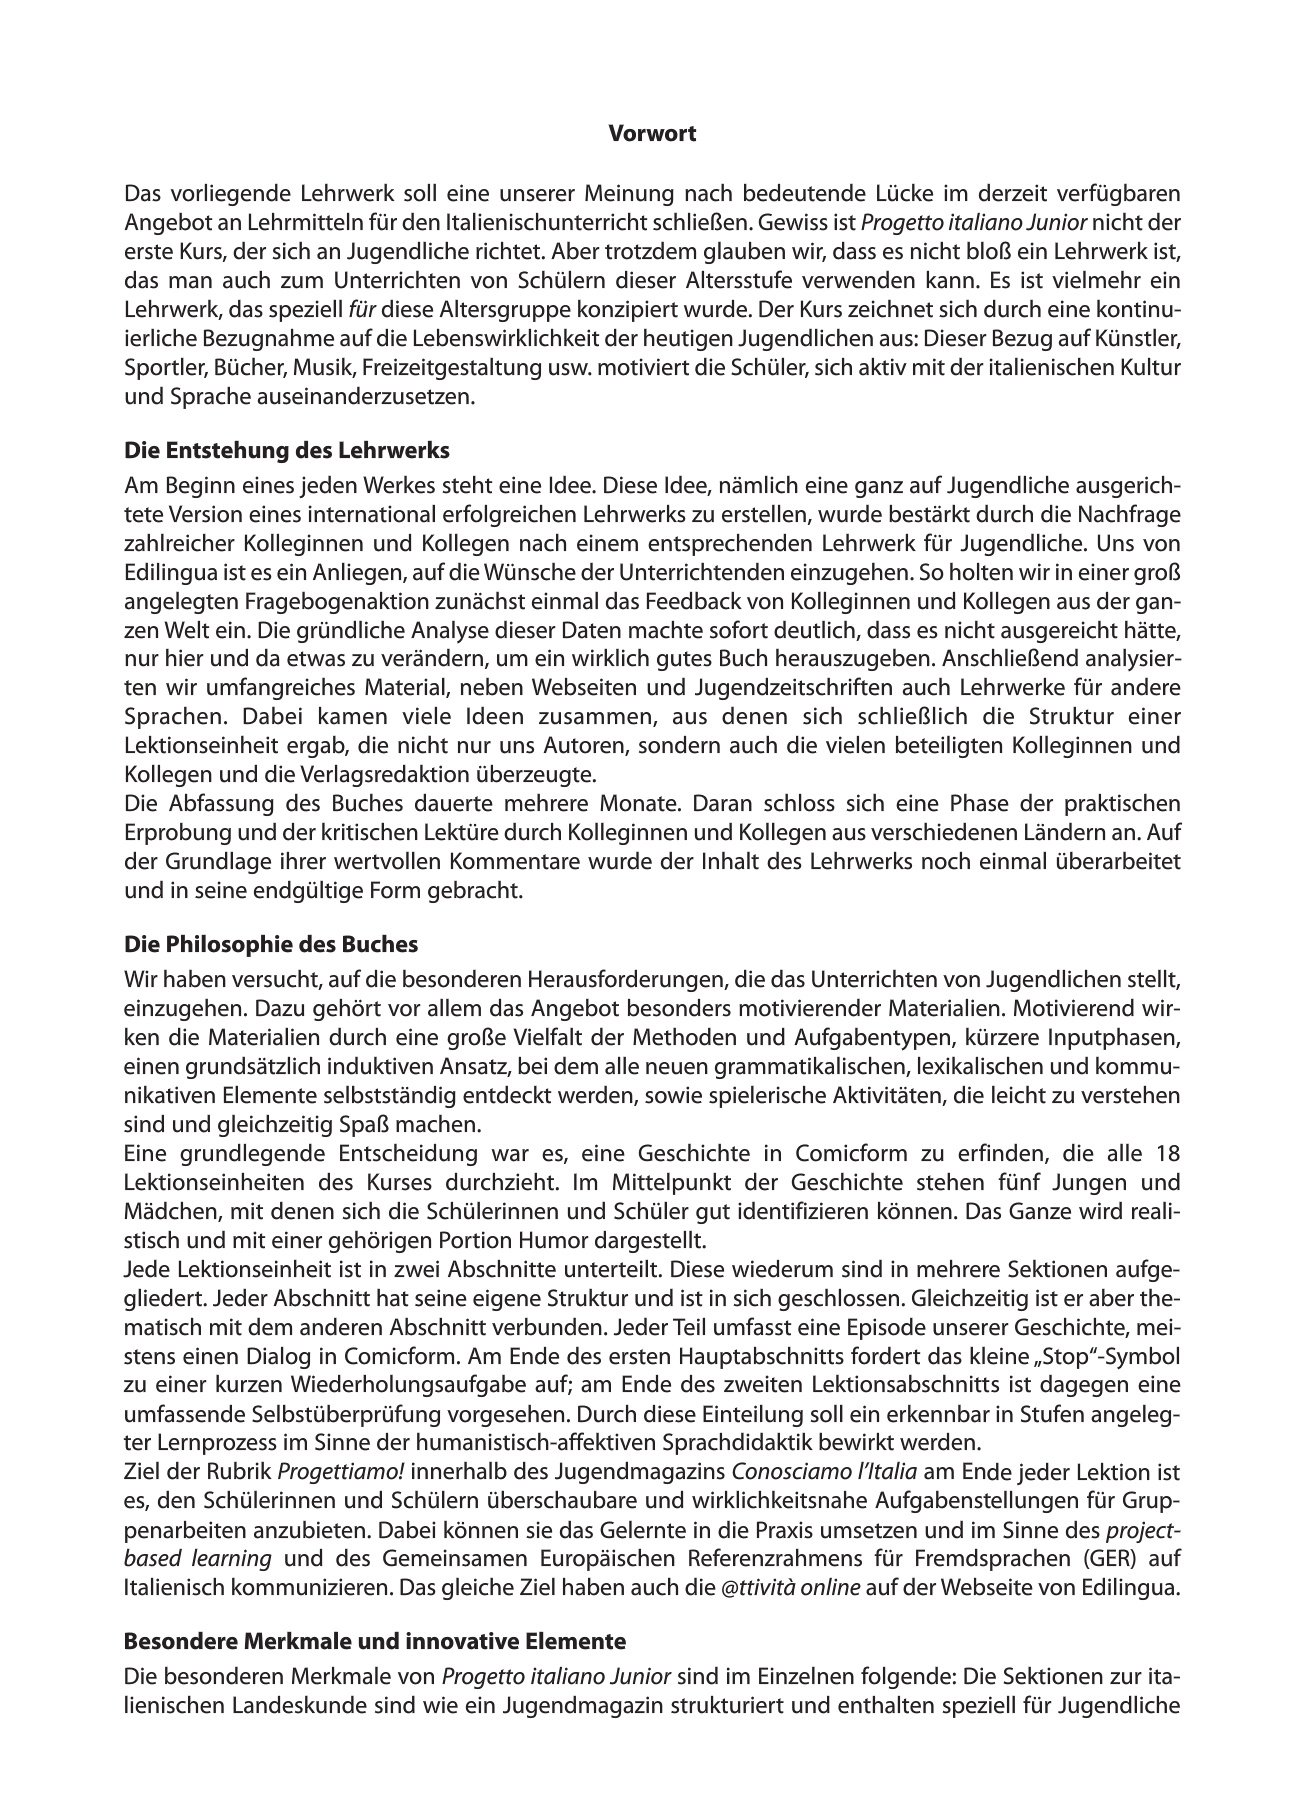 Vorwort
Das vorliegende Lehrwerk soll eine unserer Meinung nach bedeutende Lücke im derzeit verfügbaren
Angebot an Lehrmitteln für den Italienischunterricht schließen. Gewiss ist Progetto italiano Junior nicht der
erste Kurs, der sich an Jugendliche richtet. Aber trotzdem glauben wir, dass es nicht bloß ein Lehrwerk ist,
das man auch zum Unterrichten von Schülern dieser Altersstufe verwenden kann. Es ist vielmehr ein
Lehrwerk, das speziell für diese Altersgruppe konzipiert wurde. Der Kurs zeichnet sich durch eine kontinu-
ierliche Bezugnahme auf die Lebenswirklichkeit der heutigen Jugendlichen aus: Dieser Bezug auf Künstler,
Sportler, Bücher, Musik, Freizeitgestaltung usw. motiviert die Schüler, sich aktiv mit der italienischen Kultur
und Sprache auseinanderzusetzen.
Die Entstehung des Lehrwerks
Am Beginn eines jeden Werkes steht eine Idee. Diese Idee, nämlich eine ganz auf Jugendliche ausgerich-
tete Version eines international erfolgreichen Lehrwerks zu erstellen, wurde bestärkt durch die Nachfrage
zahlreicher Kolleginnen und Kollegen nach einem entsprechenden Lehrwerk für Jugendliche. Uns von
Edilingua ist es ein Anliegen, auf die Wünsche der Unterrichtenden einzugehen. So holten wir in einer groß
angelegten Fragebogenaktion zunächst einmal das Feedback von Kolleginnen und Kollegen aus der gan-
zen Welt ein. Die gründliche Analyse dieser Daten machte sofort deutlich, dass es nicht ausgereicht hätte,
nur hier und da etwas zu verändern, um ein wirklich gutes Buch herauszugeben. Anschließend analysier-
ten wir umfangreiches Material, neben Webseiten und Jugendzeitschriften auch Lehrwerke für andere
Sprachen. Dabei kamen viele Ideen zusammen, aus denen sich schließlich die Struktur einer
Lektionseinheit ergab, die nicht nur uns Autoren, sondern auch die vielen beteiligten Kolleginnen und
Kollegen und die Verlagsredaktion überzeugte.
Die Abfassung des Buches dauerte mehrere Monate. Daran schloss sich eine Phase der praktischen
Erprobung und der kritischen Lektüre durch Kolleginnen und Kollegen aus verschiedenen Ländern an. Auf
der Grundlage ihrer wertvollen Kommentare wurde der Inhalt des Lehrwerks noch einmal überarbeitet
und in seine endgültige Form gebracht.
Die Philosophie des Buches
Wir haben versucht, auf die besonderen Herausforderungen, die das Unterrichten von Jugendlichen stellt,
einzugehen. Dazu gehört vor allem das Angebot besonders motivierender Materialien. Motivierend wir-
ken die Materialien durch eine große Vielfalt der Methoden und Aufgabentypen, kürzere Inputphasen,
einen grundsätzlich induktiven Ansatz, bei dem alle neuen grammatikalischen, lexikalischen und kommu-
nikativen Elemente selbstständig entdeckt werden, sowie spielerische Aktivitäten, die leicht zu verstehen
sind und gleichzeitig Spaß machen.
Eine grundlegende Entscheidung war es, eine Geschichte in Comicform zu erfinden, die alle 18
Lektionseinheiten des Kurses durchzieht. Im Mittelpunkt der Geschichte stehen fünf Jungen und
Mädchen, mit denen sich die Schülerinnen und Schüler gut identifizieren können. Das Ganze wird reali-
stisch und mit einer gehörigen Portion Humor dargestellt.
Jede Lektionseinheit ist in zwei Abschnitte unterteilt. Diese wiederum sind in mehrere Sektionen aufge-
gliedert. Jeder Abschnitt hat seine eigene Struktur und ist in sich geschlossen. Gleichzeitig ist er aber the-
matisch mit dem anderen Abschnitt verbunden. Jeder Teil umfasst eine Episode unserer Geschichte, mei-
stens einen Dialog in Comicform. Am Ende des ersten Hauptabschnitts fordert das kleine „Stop“-Symbol
zu einer kurzen Wiederholungsaufgabe auf; am Ende des zweiten Lektionsabschnitts ist dagegen eine
umfassende Selbstüberprüfung vorgesehen. Durch diese Einteilung soll ein erkennbar in Stufen angeleg-
ter Lernprozess im Sinne der humanistisch-affektiven Sprachdidaktik bewirkt werden.
Ziel der Rubrik Progettiamo! innerhalb des Jugendmagazins Conosciamo l’Italia am Ende jeder Lektion ist
es, den Schülerinnen und Schülern überschaubare und wirklichkeitsnahe Aufgabenstellungen für Grup-
penarbeiten anzubieten. Dabei können sie das Gelernte in die Praxis umsetzen und im Sinne des project-
based learning und des Gemeinsamen Europäischen Referenzrahmens für Fremdsprachen (GER) auf
Italienisch kommunizieren. Das gleiche Ziel haben auch die @ttività online auf der Webseite von Edilingua.
Besondere Merkmale und innovative Elemente
Die besonderen Merkmale von Progetto italiano Junior sind im Einzelnen folgende: Die Sektionen zur ita-
lienischen Landeskunde sind wie ein Jugendmagazin strukturiert und enthalten speziell für Jugendliche